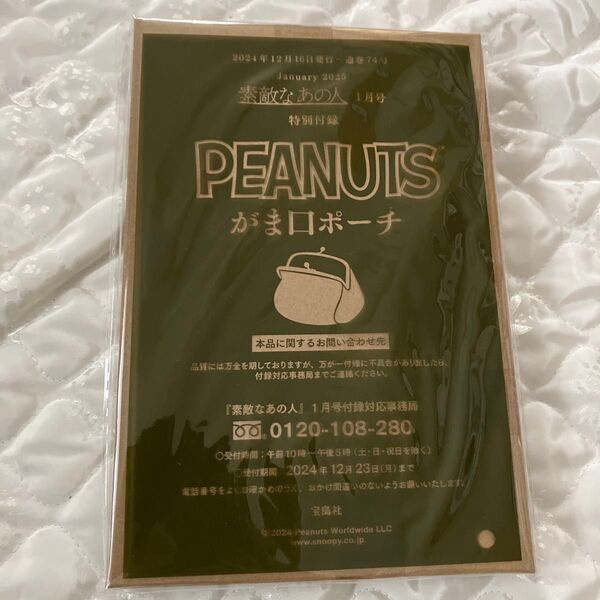 2024年12月16日発行・通巻74号
January 2025
素敵なあの人 1月号
特別付録
PEANUTS™
がま口ポーチ
本品に関するお問い合わせ先
品質には万全を期しておりますが、万が一付録に不具合がありましたら、
付録対応事務局までご連絡ください。
『素敵なあの人』1月号付録対応事務局
0120-108-280
○受付時間：午前10時〜午後5時（土・日・祝日を除く）
○受付期間：2024年12月23日(月)まで
電話番号をよくお確かめのうえ、おかけ間違いのないようお願いいたします。
宝島社
© 2024 Peanuts Worldwide LLC
www.snoopy.co.jp